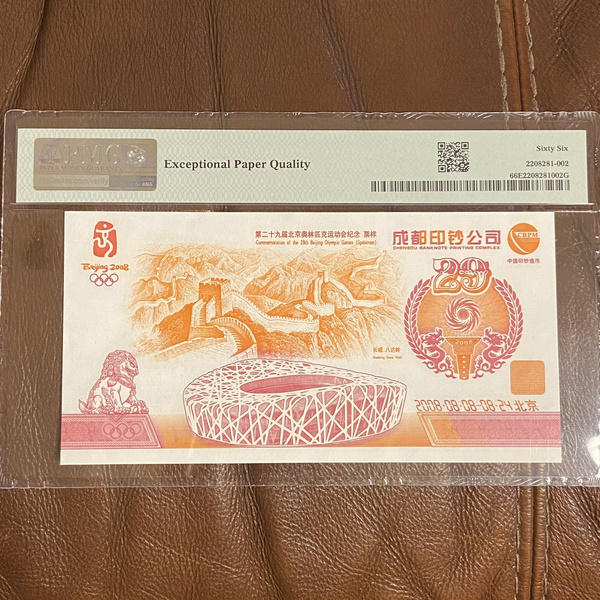 PMG
Exceptional Paper Quality
Sixty Six
2208281-002
66E2208281002G
第二十九届北京奥林匹克运动会纪念 票样
Commemoration of the 29th Beijing Olympic Games (Specimen)
成都印钞公司
CHENGDU BANKNOTE PRINTING COMPLEX
CBPM
中国印钞造币
Beijing 2008
29
2008
长城.八达岭
2008-08-08-08-24 北京